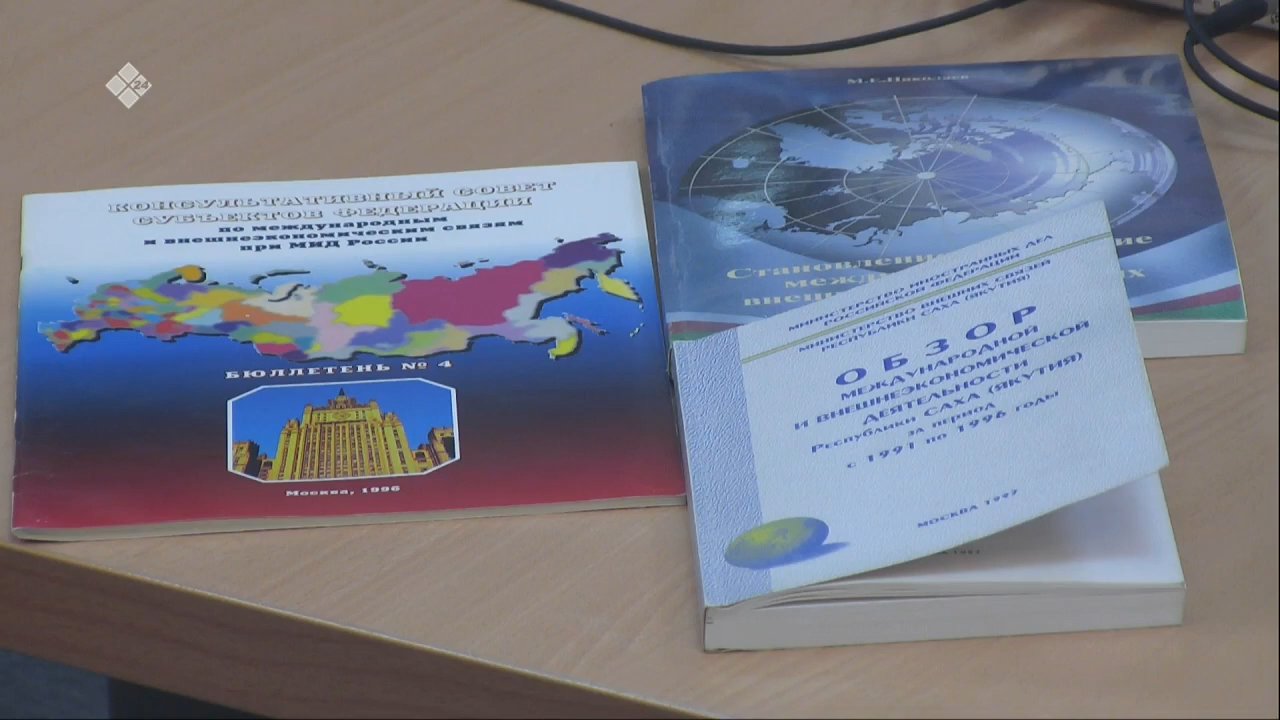 X24
КОНСУЛЬТАТИВНЫЙ СОВЕТ
СУБЪЕКТОВ ФЕДЕРАЦИИ
по международным
и внешнеэкономическим связям
при МИД России
БЮЛЛЕТЕНЬ № 4
Москва, 1996
М.Е.Николаев
Становление
внешн
МИНИСТЕРСТВО ИНОСТРАННЫХ ДЕЛ
РОССИЙСКОЙ ФЕДЕРАЦИИ
МИНИСТЕРСТВО ВНЕШНИХ СВЯЗЕЙ
РЕСПУБЛИКИ САХА (ЯКУТИЯ)
ОБЗОР
МЕЖДУНАРОДНОЙ
И ВНЕШНЕЭКОНОМИЧЕСКОЙ
ДЕЯТЕЛЬНОСТИ
Республики САХА (ЯКУТИЯ)
за период
с 1991 по 1996 годы
МОСКВА 1997